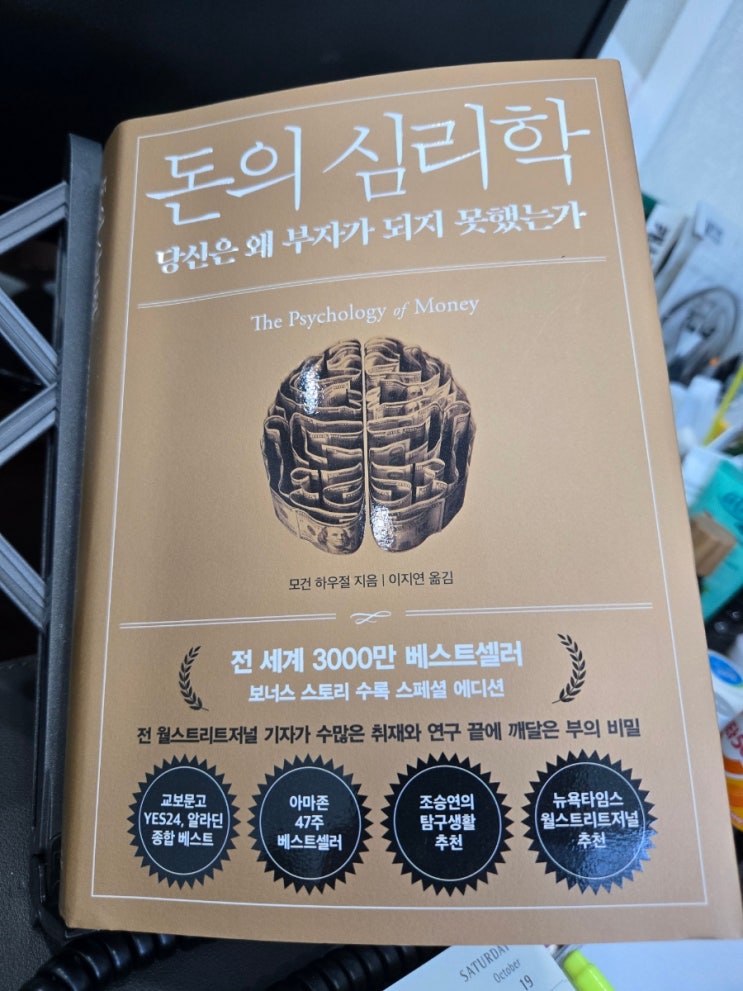 돈의 심리학
당신은 왜 부자가 되지 못했는가
The Psychology of Money
모건 하우절 지음 | 이지연 옮김
전 세계 3000만 베스트셀러
보너스 스토리 수록 스페셜 에디션
전 월스트리트저널 기자가 수많은 취재와 연구 끝에 깨달은 부의 비밀
교보문고
YES24, 알라딘
종합 베스트
아마존
47주
베스트셀러
조승연의
탐구생활
추천
뉴욕타임스
월스트리트저널
추천
SATURDAY
October
19